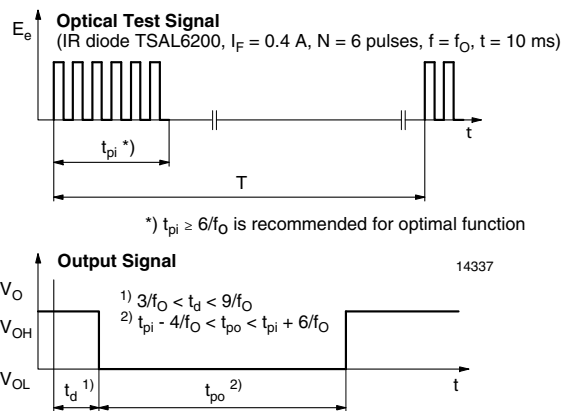 Optical Test Signal
(IR diode TSAL6200, I_F = 0.4 A, N = 6 pulses, f = f_O, t = 10 ms)
E_e
t
t_pi *)
T
*) t_pi ≥ 6/f_O is recommended for optimal function
Output Signal
14337
V_O
1) 3/f_O < t_d < 9/f_O
2) t_pi - 4/f_O < t_po < t_pi + 6/f_O
V_OH
V_OL
t_d 1)
t_po 2)
t